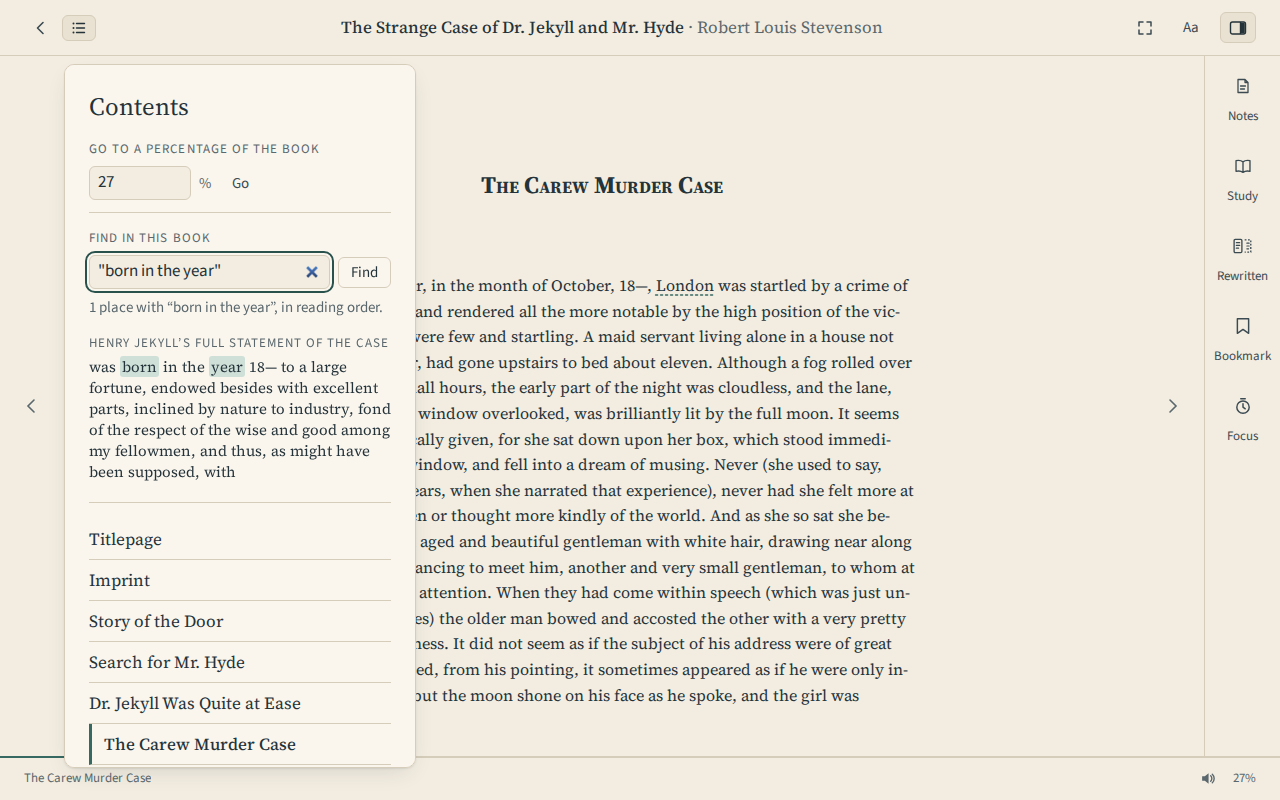 The Strange Case of Dr. Jekyll and Mr. Hyde · Robert Louis Stevenson
Aa
Contents
GO TO A PERCENTAGE OF THE BOOK
27 % Go
FIND IN THIS BOOK
"born in the year" Find
1 place with “born in the year”, in reading order.
HENRY JEKYLL’S FULL STATEMENT OF THE CASE
was born in the year 18— to a large
fortune, endowed besides with excellent
parts, inclined by nature to industry, fond
of the respect of the wise and good among
my fellowmen, and thus, as might have
been supposed, with
Titlepage
Imprint
Story of the Door
Search for Mr. Hyde
Dr. Jekyll Was Quite at Ease
The Carew Murder Case
The Carew Murder Case
r, in the month of October, 18—, London was startled by a crime of
and rendered all the more notable by the high position of the vic-
were few and startling. A maid servant living alone in a house not
r, had gone upstairs to bed about eleven. Although a fog rolled over
all hours, the early part of the night was cloudless, and the lane,
window overlooked, was brilliantly lit by the full moon. It seems
cally given, for she sat down upon her box, which stood immedi-
window, and fell into a dream of musing. Never (she used to say,
ears, when she narrated that experience), never had she felt more at
n or thought more kindly of the world. And as she so sat she be-
aged and beautiful gentleman with white hair, drawing near along
ancing to meet him, another and very small gentleman, to whom at
attention. When they had come within speech (which was just un-
es) the older man bowed and accosted the other with a very pretty
ness. It did not seem as if the subject of his address were of great
ed, from his pointing, it sometimes appeared as if he were only in-
but the moon shone on his face as he spoke, and the girl was
Notes
Study
Rewritten
Bookmark
Focus
The Carew Murder Case
27%